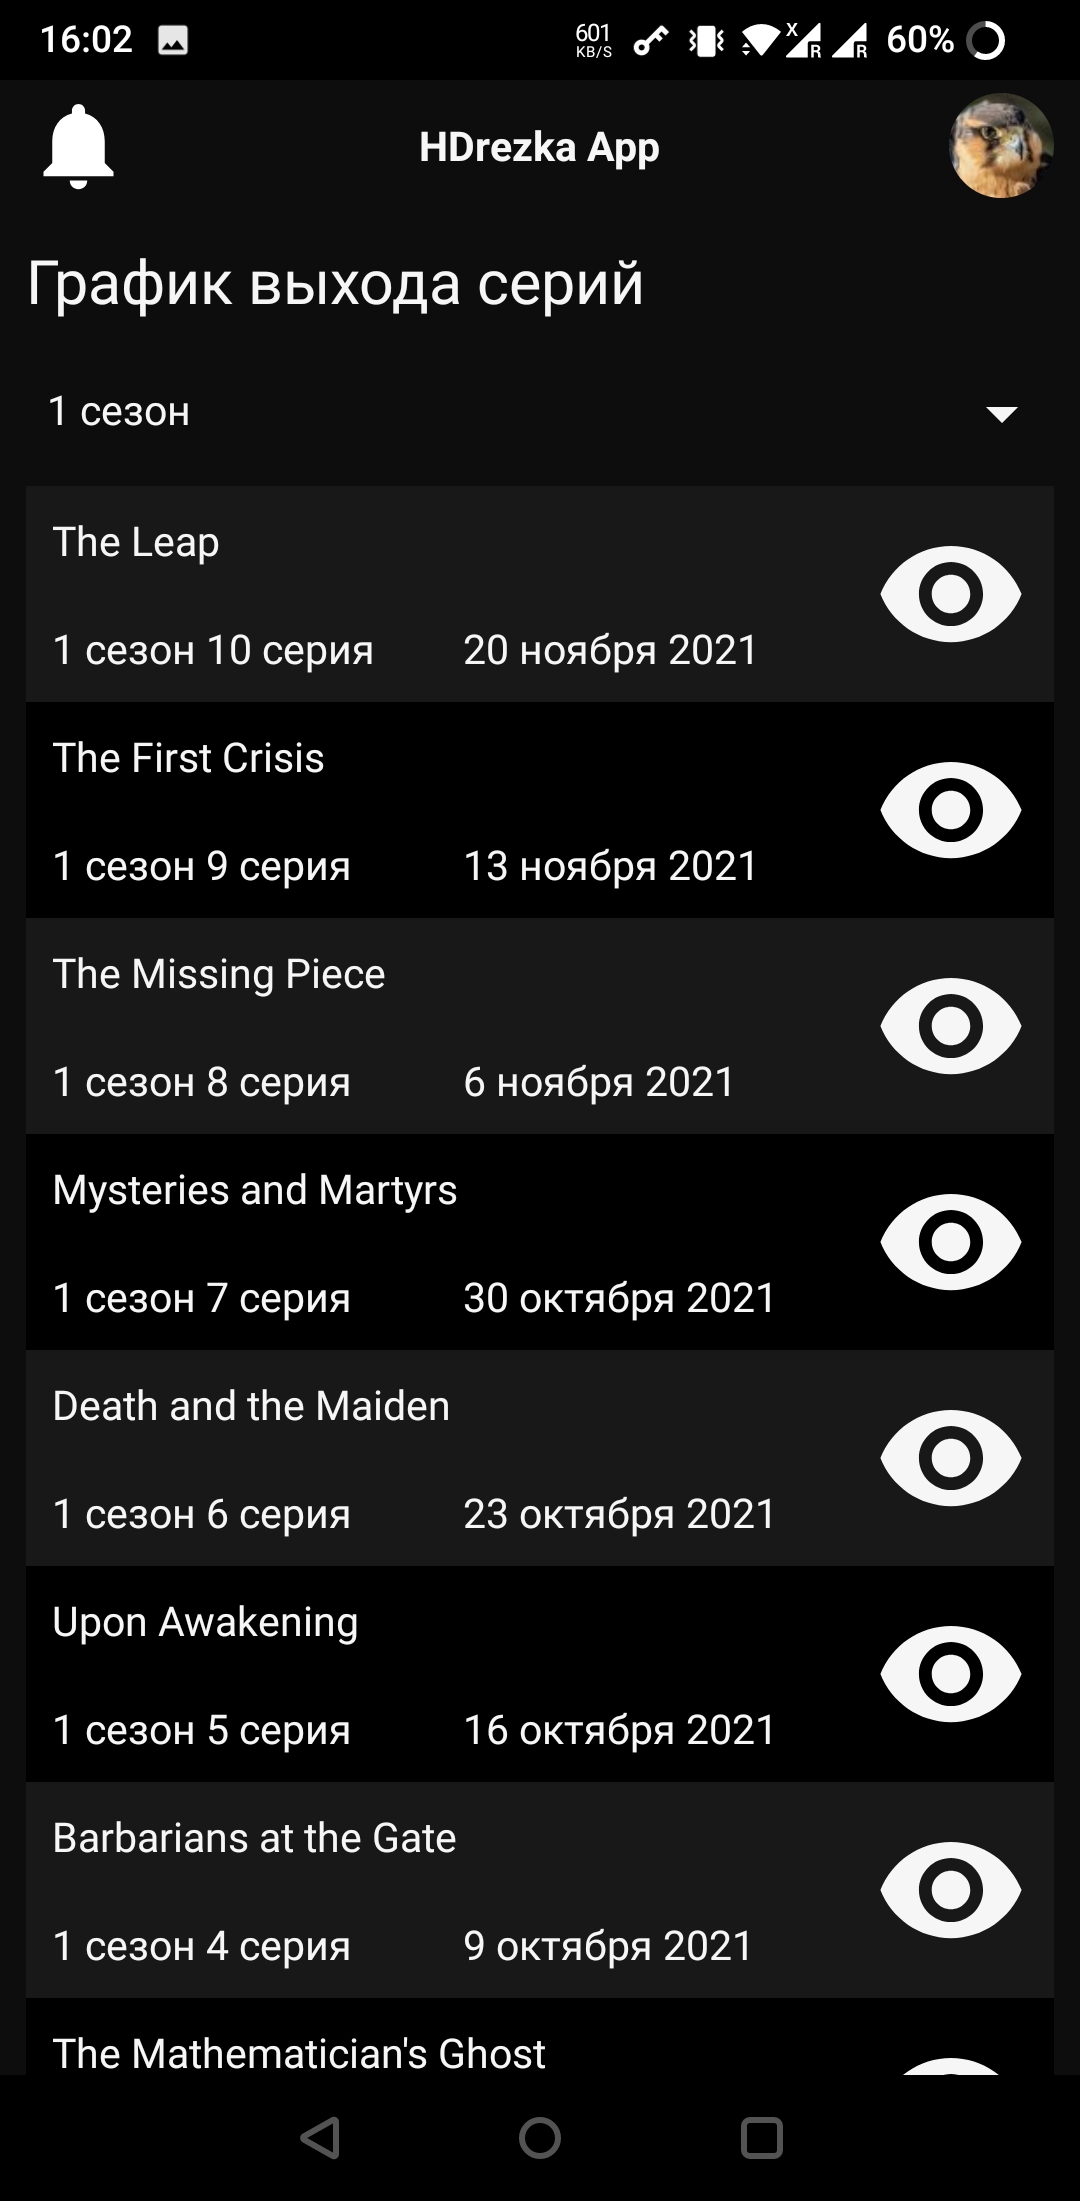 16:02
601
KB/S
X
R
R
60%
HDrezka App
График выхода серий
1 сезон
The Leap
1 сезон 10 серия 20 ноября 2021
The First Crisis
1 сезон 9 серия 13 ноября 2021
The Missing Piece
1 сезон 8 серия 6 ноября 2021
Mysteries and Martyrs
1 сезон 7 серия 30 октября 2021
Death and the Maiden
1 сезон 6 серия 23 октября 2021
Upon Awakening
1 сезон 5 серия 16 октября 2021
Barbarians at the Gate
1 сезон 4 серия 9 октября 2021
The Mathematician's Ghost